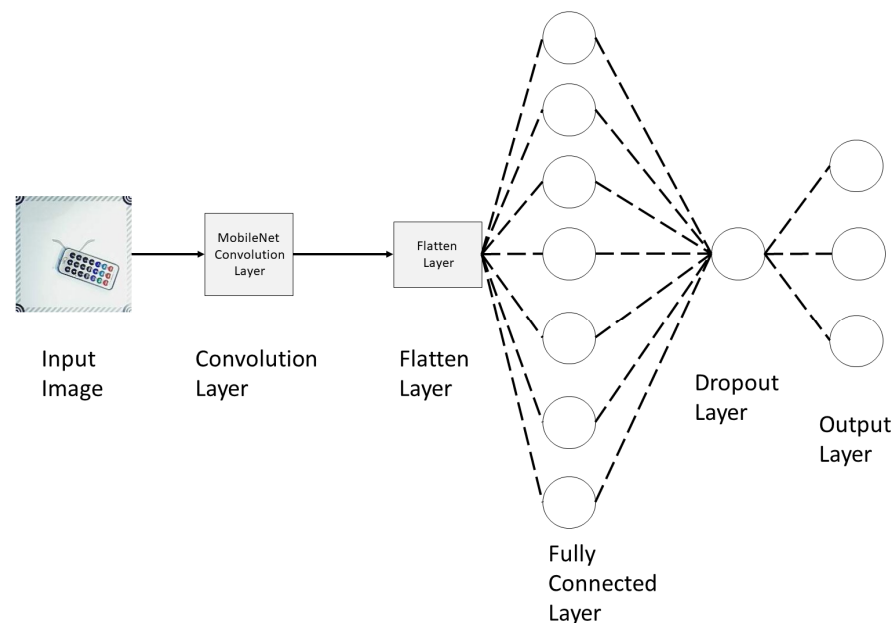 MobileNet
Convolution
Layer
Flatten
Layer
Input
Image
Convolution
Layer
Flatten
Layer
Dropout
Layer
Output
Layer
Fully
Connected
Layer